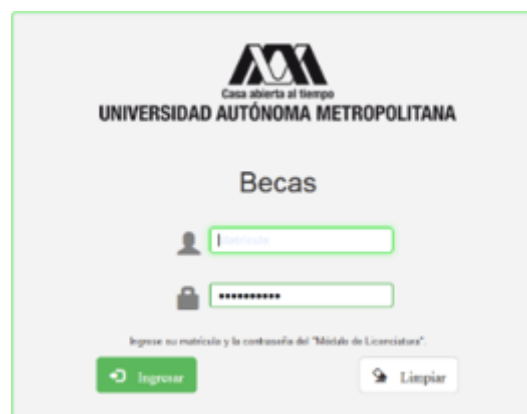 Casa abierta al tiempo
UNIVERSIDAD AUTÓNOMA METROPOLITANA
Becas
Matrícula
••••••••••
Ingrese su matrícula y la contraseña del "Módulo de Licenciatura".
Ingresar
Limpiar